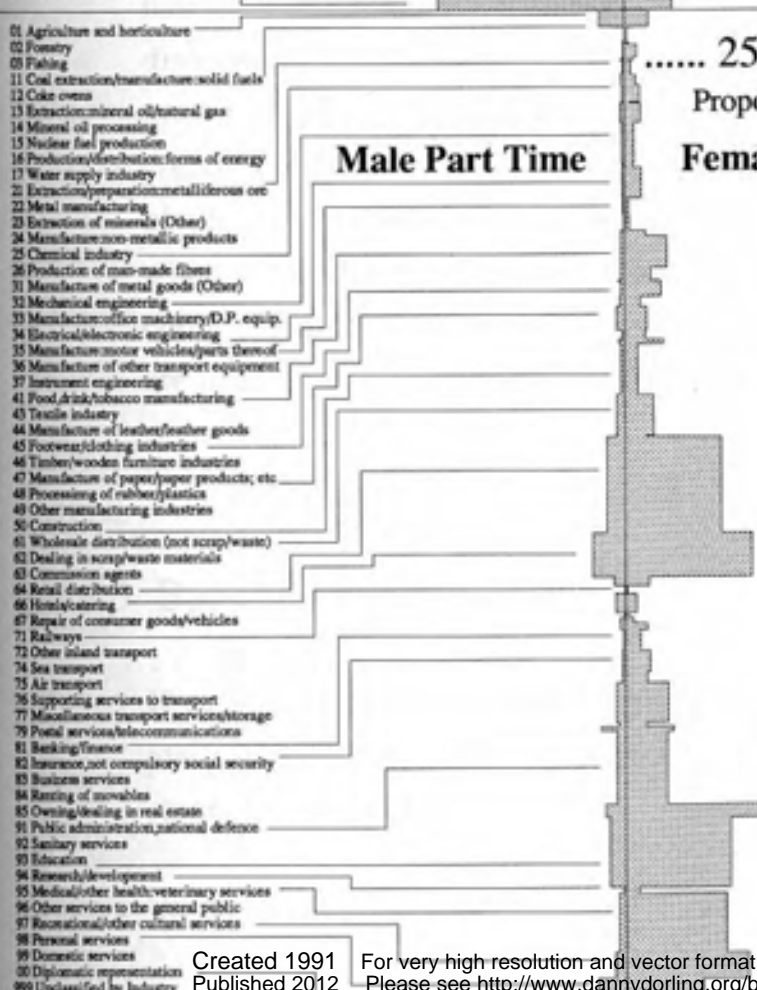 01 Agriculture and horticulture
02 Forestry
03 Fishing
11 Coal extraction/manufacture:solid fuels
12 Coke ovens
13 Extraction:mineral oil/natural gas
14 Mineral oil processing
15 Nuclear fuel production
16 Production/distribution:forms of energy
17 Water supply industry
21 Extraction/preparation:metalliferous ore
22 Metal manufacturing
23 Extraction of minerals (Other)
24 Manufacture:non-metallic products
25 Chemical industry
26 Production of man-made fibres
31 Manufacture of metal goods (Other)
32 Mechanical engineering
33 Manufacture:office machinery/D.P. equip.
34 Electrical/electronic engineering
35 Manufacture:motor vehicles/parts thereof
36 Manufacture of other transport equipment
37 Instrument engineering
41 Food,drink/tobacco manufacturing
43 Textile industry
44 Manufacture of leather/leather goods
45 Footwear/clothing industries
46 Timber/wooden furniture industries
47 Manufacture of paper/paper products; etc
48 Processing of rubber/plastics
49 Other manufacturing industries
50 Construction
61 Wholesale distribution (not scrap/waste)
62 Dealing in scrap/waste materials
63 Commission agents
64 Retail distribution
66 Hotels/catering
67 Repair of consumer goods/vehicles
71 Railways
72 Other inland transport
74 Sea transport
75 Air transport
76 Supporting services to transport
77 Miscellaneous transport services/storage
79 Postal services/telecommunications
81 Banking/finance
82 Insurance,not compulsory social security
83 Business services
84 Renting of movables
85 Owning/dealing in real estate
91 Public administration,national defence
92 Sanitary services
93 Education
94 Research/development
95 Medical/other health:veterinary services
96 Other services to the general public
97 Recreational/other cultural services
98 Personal services
99 Domestic services
00 Diplomatic representation
999 Unclassified by Industry
...... 25
Prope
Male Part Time Fema
Created 1991 For very high resolution and vector format
Published 2012 Please see http://www.dannydorling.org/b